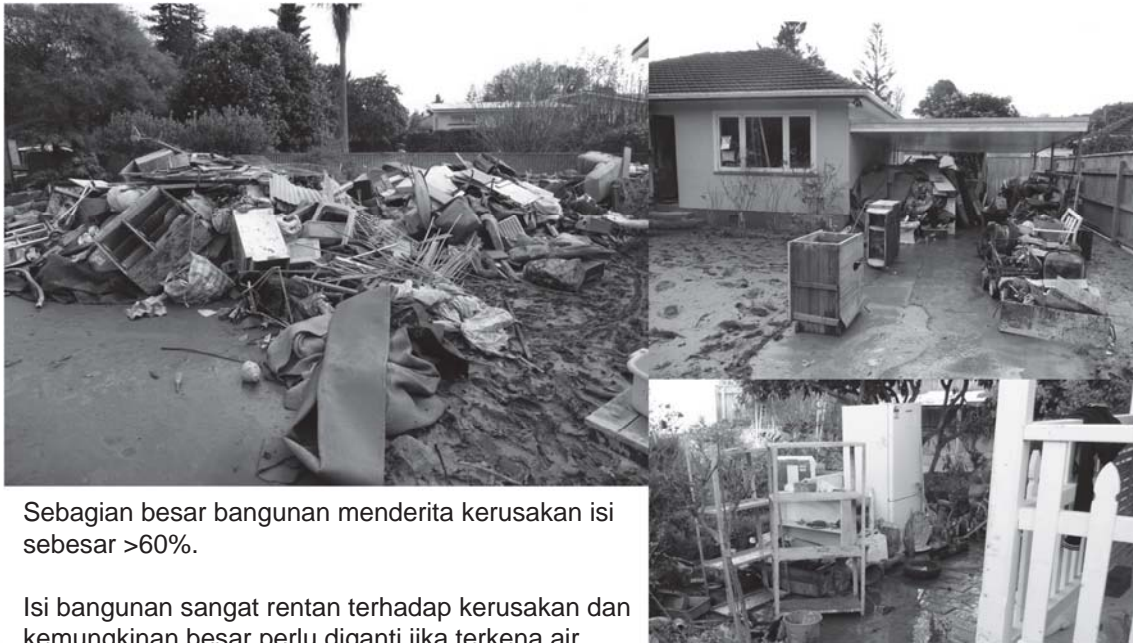 Sebagian besar bangunan menderita kerusakan isi
sebesar >60%.
Isi bangunan sangat rentan terhadap kerusakan dan
kemungkinan besar perlu diganti jika terkena air